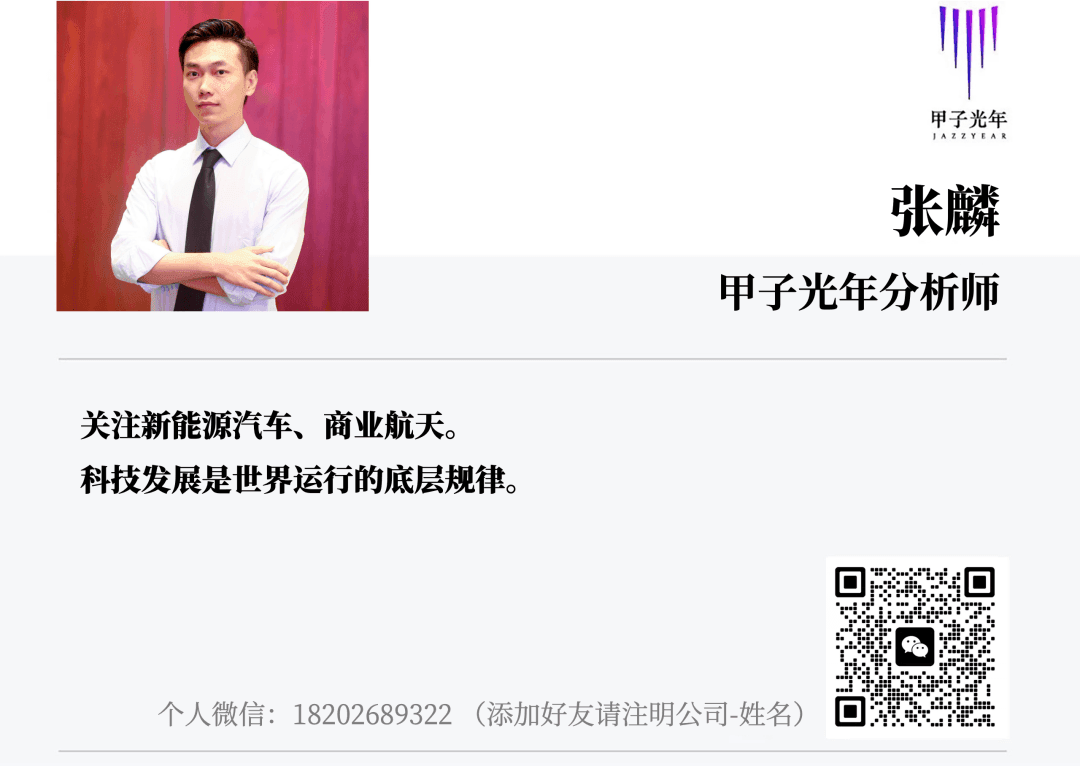 甲子光年
JAZZYEAR
张麟
甲子光年分析师
关注新能源汽车、商业航天。
科技发展是世界运行的底层规律。
个人微信：18202689322 （添加好友请注明公司-姓名）